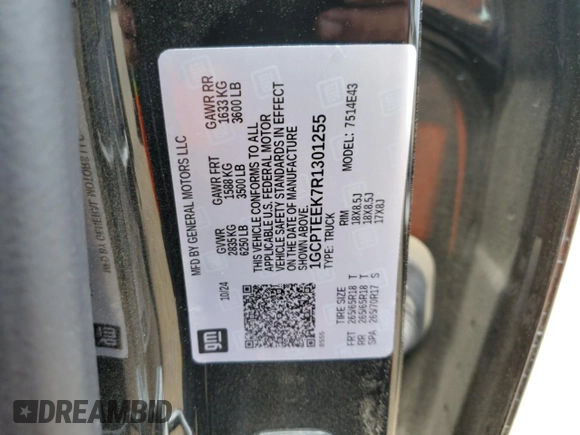 MFD BY GENERAL MOTORS LLC
10/24
GVWR
2835 KG
6250 LB
GAWR FRT
1588 KG
3500 LB
GAWR RR
1633 KG
3600 LB
THIS VEHICLE CONFORMS TO ALL
APPLICABLE U.S. FEDERAL MOTOR
VEHICLE SAFETY STANDARDS IN EFFECT
ON THE DATE OF MANUFACTURE
SHOWN ABOVE.
1GCPTEEK7R1301255
TYPE: TRUCK
MODEL: 7514E43
TIRE SIZE
RIM
FRT 265/65R18 T 18X8.5J
RR 265/65R18 T 18X8.5J
SPA 265/70R17 S 17X8J
gm
DREAMBID